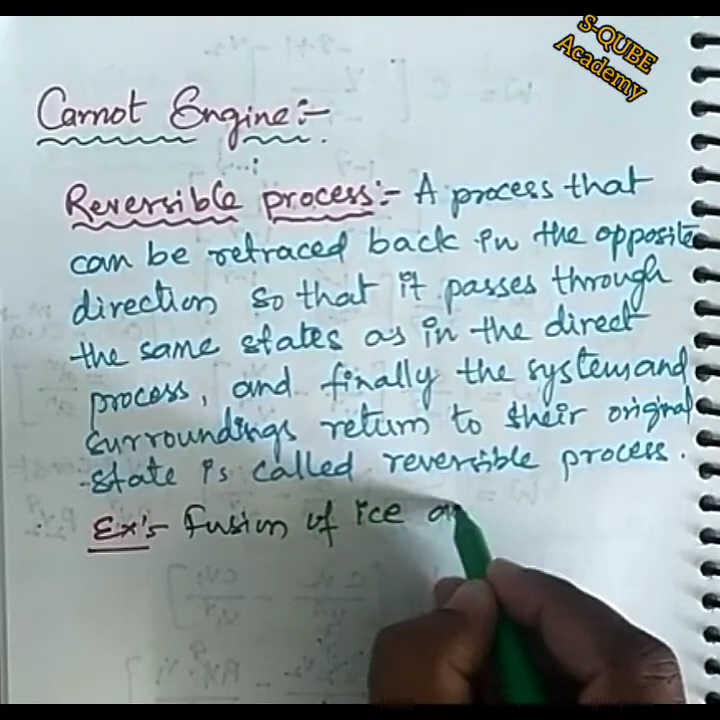 S-QUBE
Academy
Carnot Engine:-
Reversible process:- A process that
can be retraced back in the opposite
direction so that it passes through
the same states as in the direct
process, and finally the system and
surroundings return to their original
state is called reversible process.
Ex:- Fusion of ice